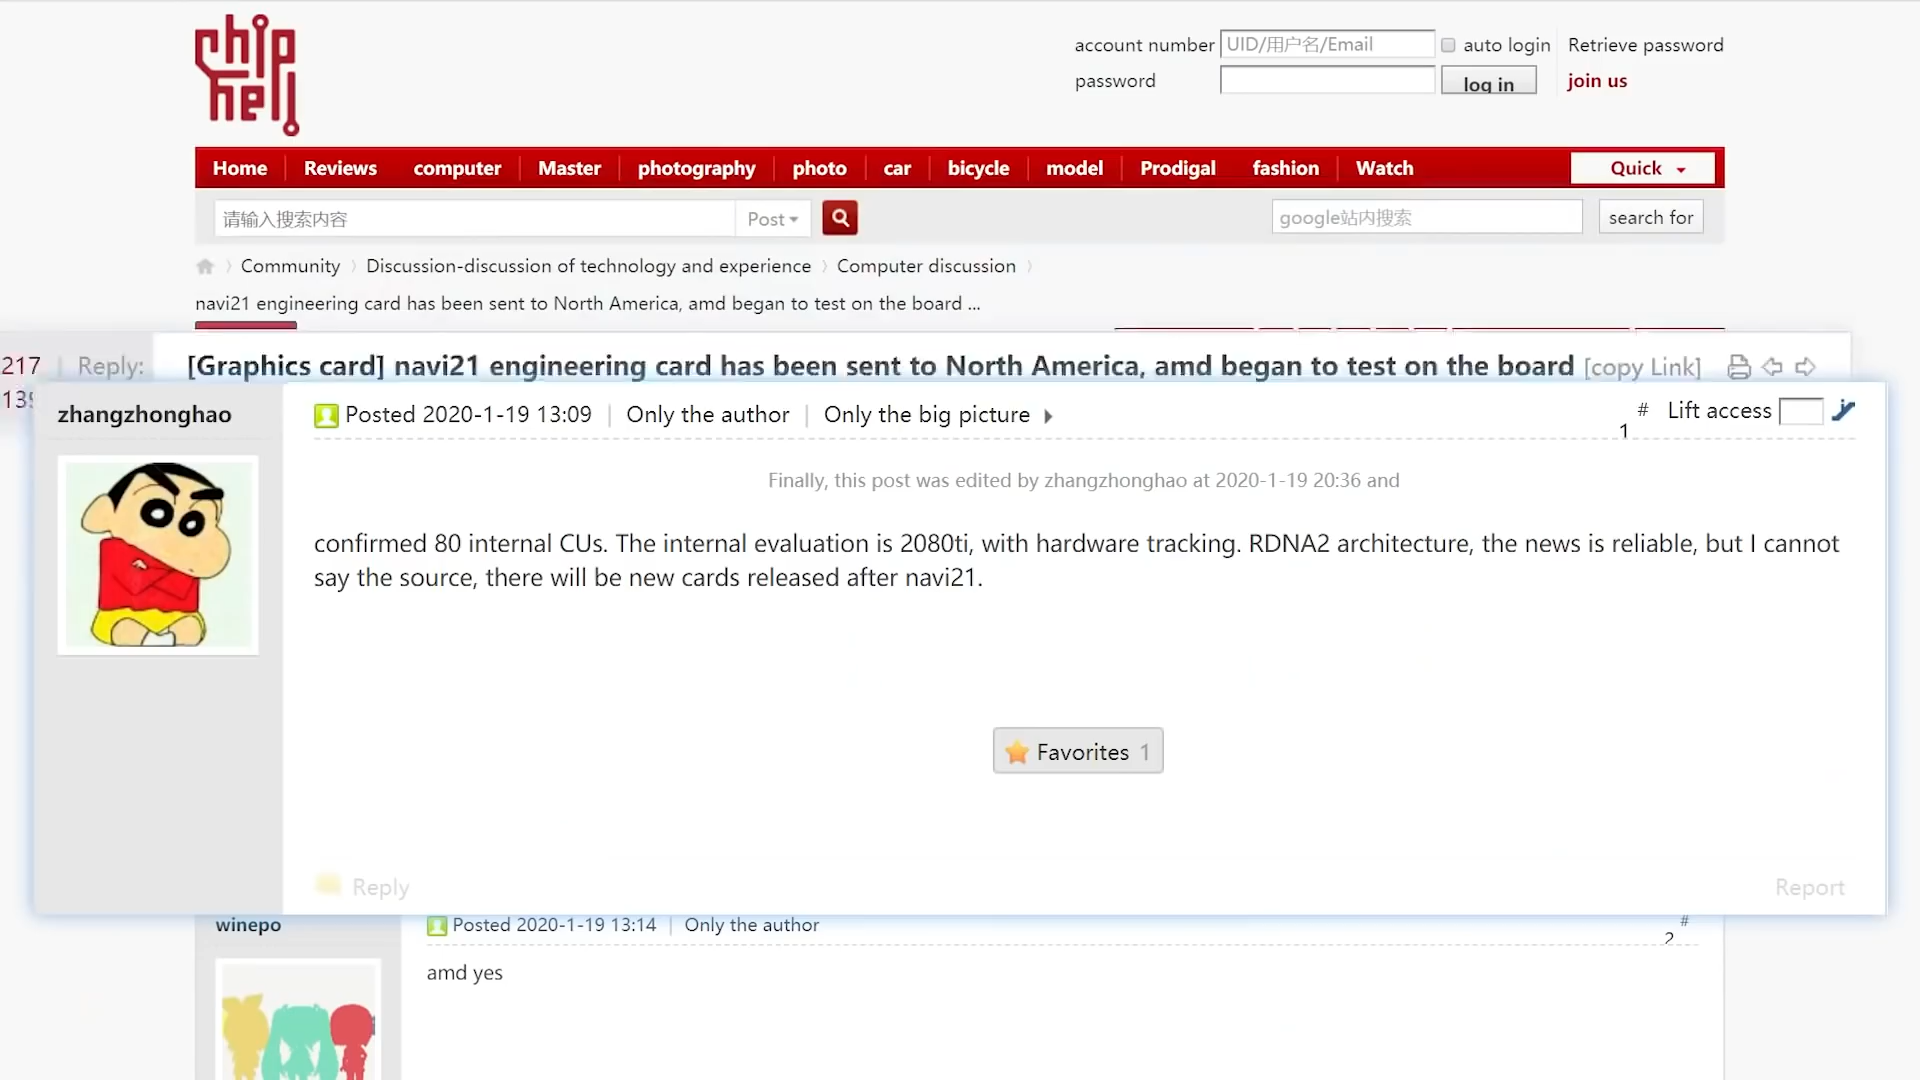 chip
hell
account number UID/用户名/Email auto login Retrieve password
password log in join us
Home Reviews computer Master photography photo car bicycle model Prodigal fashion Watch Quick
请输入搜索内容 Post google站内搜索 search for
Community Discussion-discussion of technology and experience Computer discussion
navi21 engineering card has been sent to North America, amd began to test on the board ...
217 Reply: [Graphics card] navi21 engineering card has been sent to North America, amd began to test on the board [copy Link]
zhangzhonghao Posted 2020-1-19 13:09 Only the author Only the big picture # Lift access
1
Finally, this post was edited by zhangzhonghao at 2020-1-19 20:36 and
confirmed 80 internal CUs. The internal evaluation is 2080ti, with hardware tracking. RDNA2 architecture, the news is reliable, but I cannot
say the source, there will be new cards released after navi21.
Favorites 1
Reply Report
winepo Posted 2020-1-19 13:14 Only the author #
2
amd yes